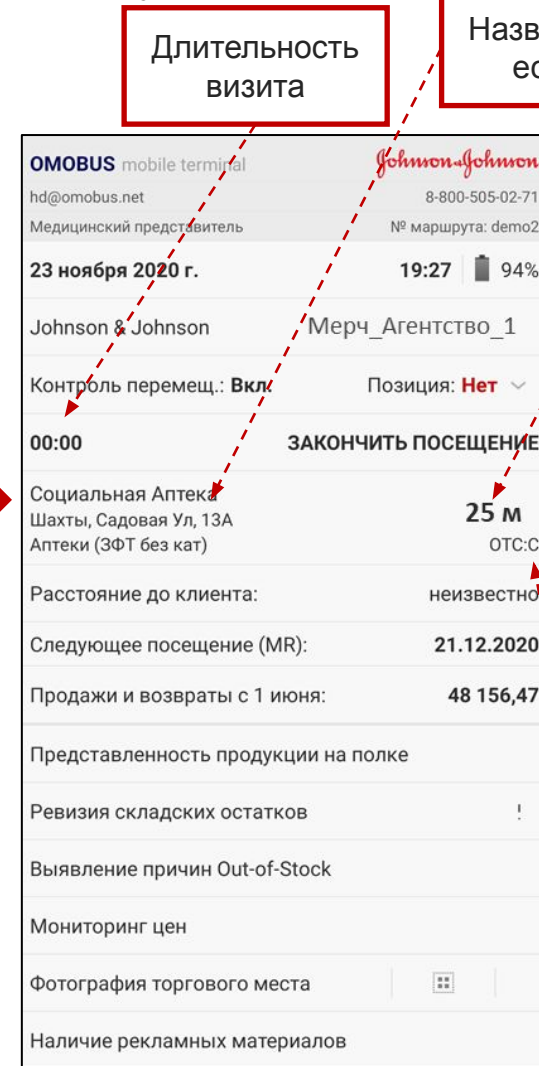 Длительность
визита
OMOBUS mobile terminal
Johnson & Johnson
hd@omobus.net
8-800-505-02-71
Медицинский представитель
№ маршрута: demo2
23 ноября 2020 г.
19:27
94%
Johnson & Johnson
Мерч_Агентство_1
Контроль перемещ.: Вкл.
Позиция: Нет
00:00
ЗАКОНЧИТЬ ПОСЕЩЕНИЕ
Социальная Аптека
Шахты, Садовая Ул, 13А
25 м
Аптеки (ЗФТ без кат)
OTC:C
Расстояние до клиента:
неизвестно
Следующее посещение (MR):
21.12.2020
Продажи и возвраты с 1 июня:
48 156,47
Представленность продукции на полке
Ревизия складских остатков
!
Выявление причин Out-of-Stock
Мониторинг цен
Фотография торгового места
Наличие рекламных материалов